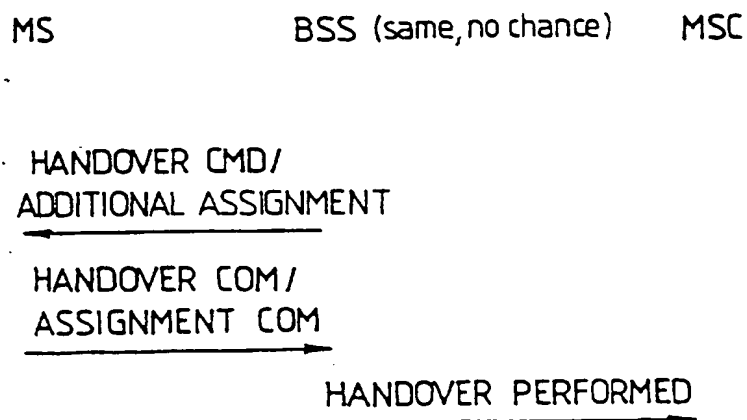 MS BSS (same, no chance) MSC
HANDOVER CMD/
ADDITIONAL ASSIGNMENT
HANDOVER COM/
ASSIGNMENT COM
HANDOVER PERFORMED